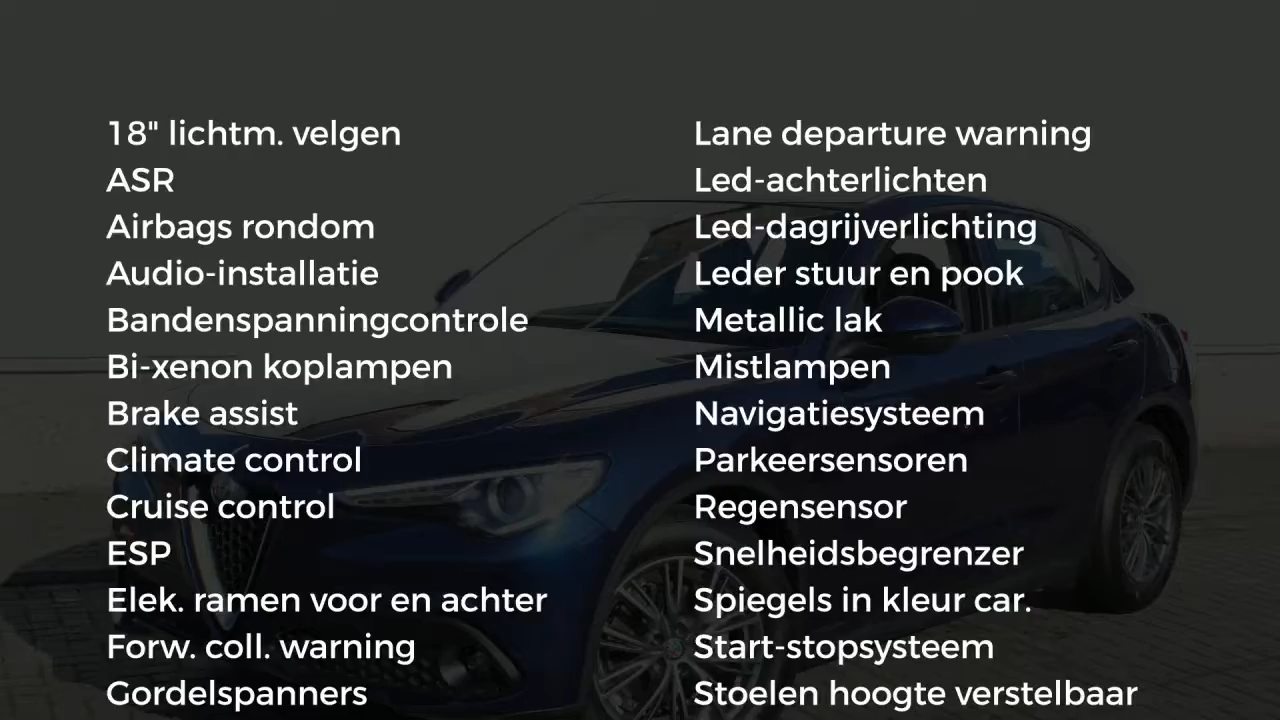 18" lichtm. velgen
ASR
Airbags rondom
Audio-installatie
Bandenspanningcontrole
Bi-xenon koplampen
Brake assist
Climate control
Cruise control
ESP
Elek. ramen voor en achter
Forw. coll. warning
Gordelspanners
Lane departure warning
Led-achterlichten
Led-dagrijverlichting
Leder stuur en pook
Metallic lak
Mistlampen
Navigatiesysteem
Parkeersensoren
Regensensor
Snelheidsbegrenzer
Spiegels in kleur car.
Start-stopsysteem
Stoelen hoogte verstelbaar